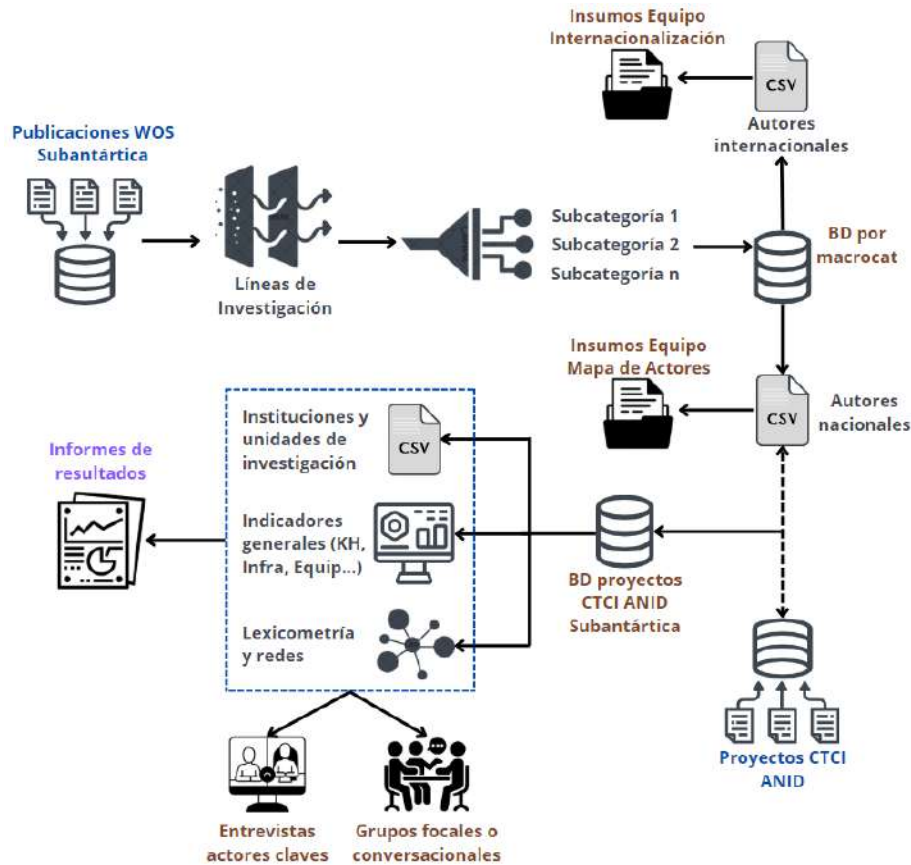 Insumos Equipo
Internacionalización
CSV
Autores
internacionales
Publicaciones WOS
Subantártica
Líneas de
Investigación
Subcategoría 1
Subcategoría 2
Subcategoría n
BD por
macrocat
Insumos Equipo
Mapa de Actores
CSV
Autores
nacionales
Instituciones y
unidades de
investigación
CSV
Informes de
resultados
Indicadores
generales (KH,
Infra, Equip...)
BD proyectos
CTCI ANID
Subantártica
Lexicometría
y redes
Proyectos CTCI
ANID
Entrevistas
actores claves
Grupos focales o
conversacionales